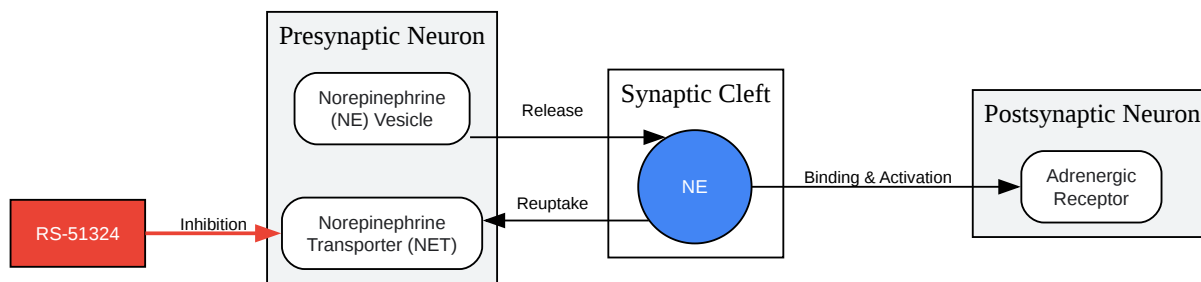 Presynaptic Neuron
Norepinephrine
(NE) Vesicle
Release
Synaptic Cleft
NE
Binding & Activation
Postsynaptic Neuron
Adrenergic
Receptor
Reuptake
RS-51324
Inhibition
Norepinephrine
Transporter (NET)